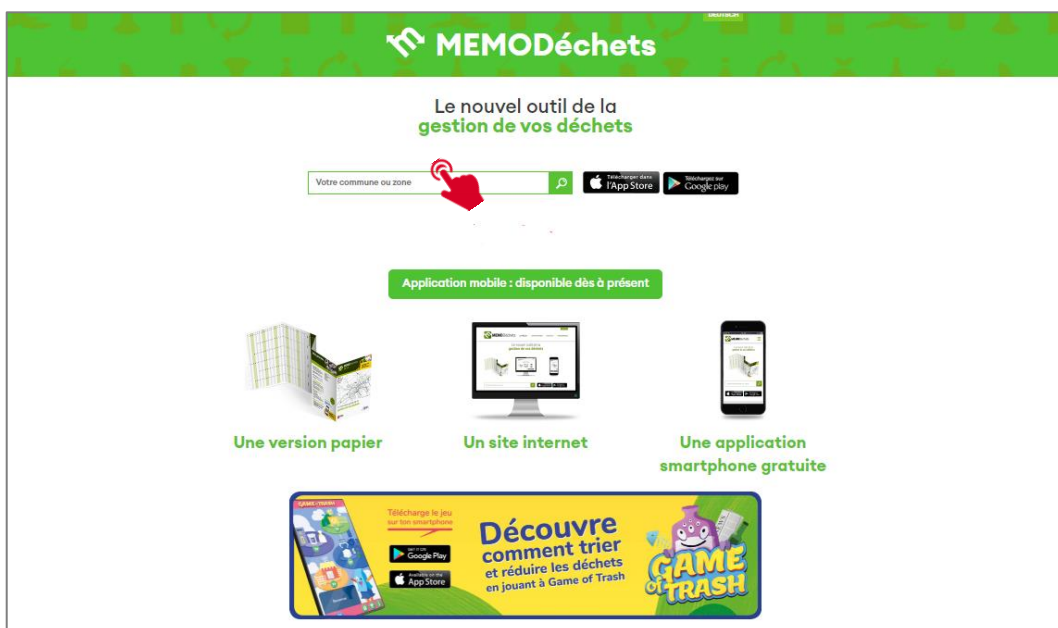 DEUTSCH
MEMODéchets
Le nouvel outil de la
gestion de vos déchets
Votre commune ou zone
Télécharger dans
l'App Store
Téléchargez sur
Google play
Application mobile : disponible dès à présent
MEMODéchets
Une version papier
Un site internet
Une application
smartphone gratuite
GAME OF TRASH
Télécharge le jeu
sur ton smartphone
GET IT ON
Google Play
Available on the
App Store
Découvre
comment trier
et réduire les déchets
en jouant à Game of Trash
GAME
OF TRASH